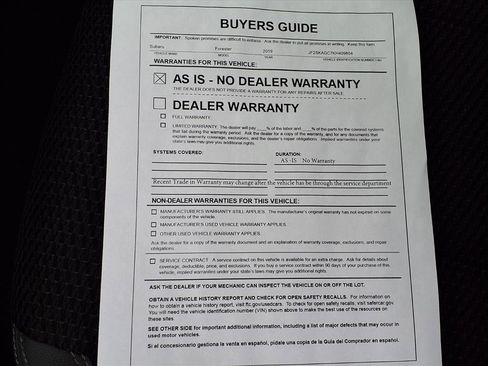 BUYERS GUIDE
IMPORTANT: Spoken promises are difficult to enforce. Ask the dealer to put all promises in writing. Keep this form.
Subaru Forester 2019
VEHICLE MAKE MODEL YEAR VEHICLE IDENTIFICATION NUMBER (VIN)
WARRANTIES FOR THIS VEHICLE:
AS IS - NO DEALER WARRANTY
THE DEALER DOES NOT PROVIDE A WARRANTY FOR ANY REPAIRS AFTER SALE.
DEALER WARRANTY
FULL WARRANTY.
LIMITED WARRANTY. The dealer will pay ___% of the labor and ___% of the parts for the covered systems
that fail during the warranty period. Ask the dealer for a copy of the warranty, and for any documents that
explain warranty coverage, exclusions, and the dealer's repair obligations. Implied warranties under your
state's laws may give you additional rights.
SYSTEMS COVERED: DURATION:
AS -IS No Warranty
Recent Trade in Warranty may change after the vehicle has be through the service department
NON-DEALER WARRANTIES FOR THIS VEHICLE:
MANUFACTURER'S WARRANTY STILL APPLIES. The manufacturer's original warranty has not expired on some
components of the vehicle.
MANUFACTURER'S USED VEHICLE WARRANTY APPLIES.
OTHER USED VEHICLE WARRANTY APPLIES.
Ask the dealer for a copy of the warranty document and an explanation of warranty coverage, exclusions, and repair
obligations.
SERVICE CONTRACT. A service contract on this vehicle is available for an extra charge. Ask for details about
coverage, deductible, price, and exclusions. If you buy a service contract within 90 days of your purchase of this
vehicle, implied warranties under your state's laws may give you additional rights.
ASK THE DEALER IF YOUR MECHANIC CAN INSPECT THE VEHICLE ON OR OFF THE LOT.
OBTAIN A VEHICLE HISTORY REPORT AND CHECK FOR OPEN SAFETY RECALLS. For information on
how to obtain a vehicle history report, visit ftc.gov/usedcars. To check for open safety recalls, visit safercar.gov.
You will need the vehicle identification number (VIN) shown above to make the best use of the resources on
these sites.
SEE OTHER SIDE for important additional information, including a list of major defects that may occur in
used motor vehicles.
Si el concesionario gestiona la venta en español, pídale una copia de la Guía del Comprador en español.